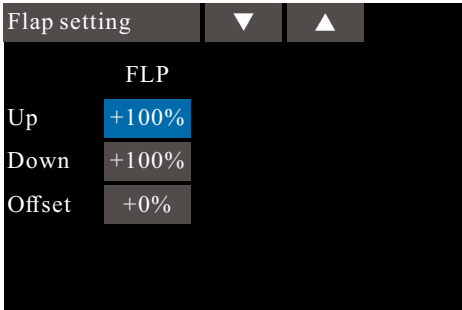 Flap setting ▼ ▲
FLP
Up +100%
Down +100%
Offset +0%